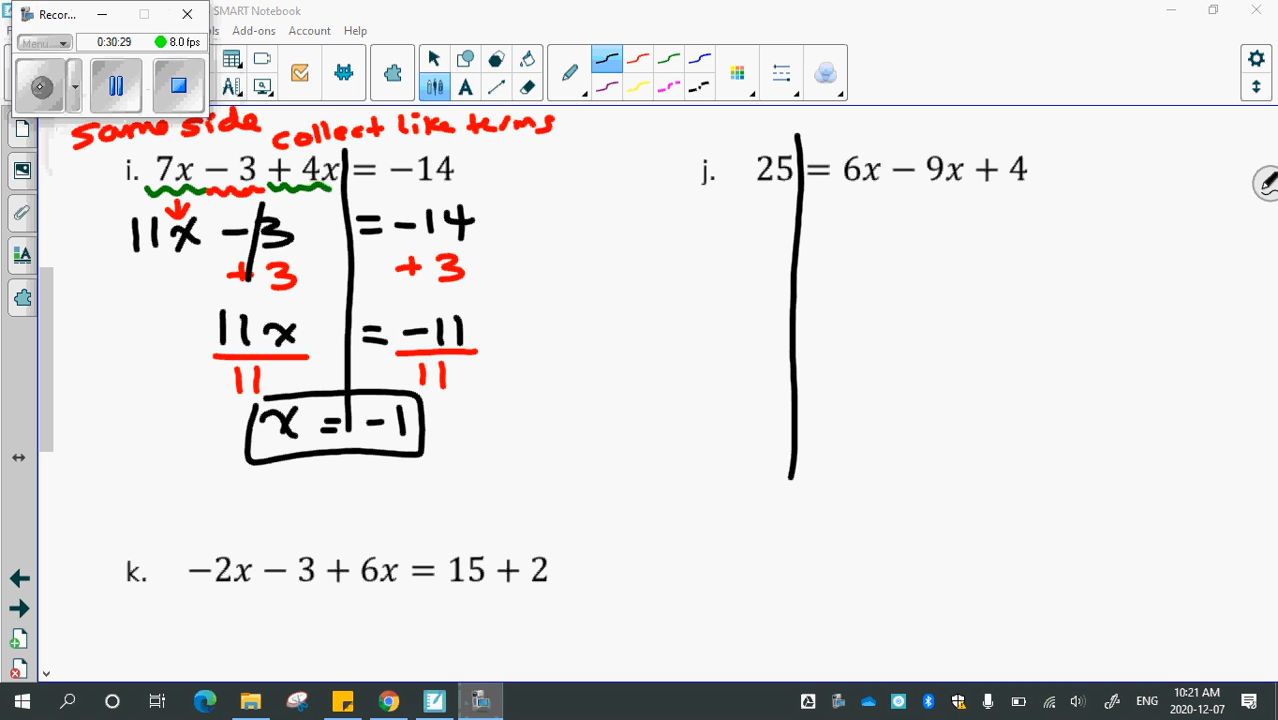 Recor...
SMART Notebook
Menu...
0:30:29
8.0 fps
Add-ons
Account
Help
same side collect like terms
i. 7x − 3 + 4x = −14
11x − 3 = −14
+ 3 + 3
11x = −11
11 11
x = −1
j. 25 = 6x − 9x + 4
k. −2x − 3 + 6x = 15 + 2
ENG
10:21 AM
2020-12-07